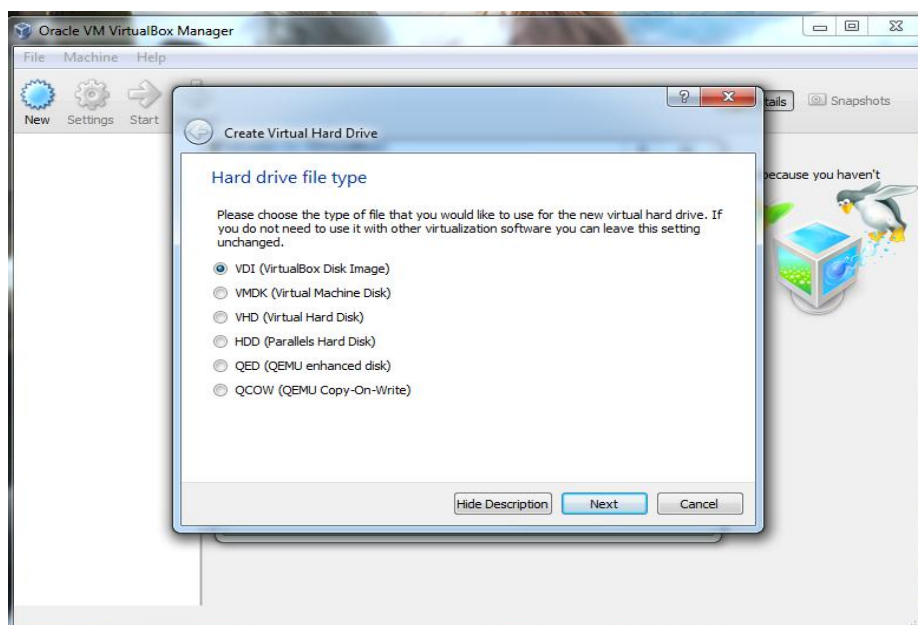 Oracle VM VirtualBox Manager
File Machine Help
New Settings Start
tails Snapshots
because you haven't
Create Virtual Hard Drive
Hard drive file type
Please choose the type of file that you would like to use for the new virtual hard drive. If
you do not need to use it with other virtualization software you can leave this setting
unchanged.
VDI (VirtualBox Disk Image)
VMDK (Virtual Machine Disk)
VHD (Virtual Hard Disk)
HDD (Parallels Hard Disk)
QED (QEMU enhanced disk)
QCOW (QEMU Copy-On-Write)
Hide Description Next Cancel